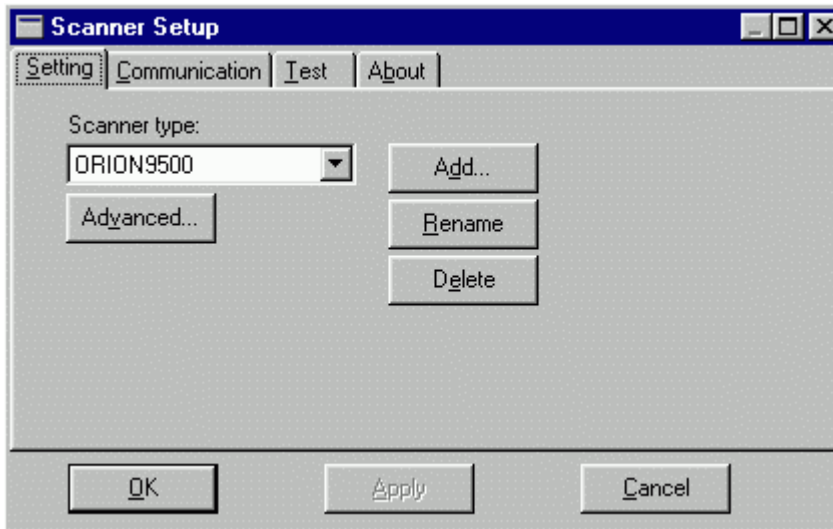 Scanner Setup
Setting Communication Test About
Scanner type:
ORION9500
Add...
Advanced...
Rename
Delete
OK Apply Cancel